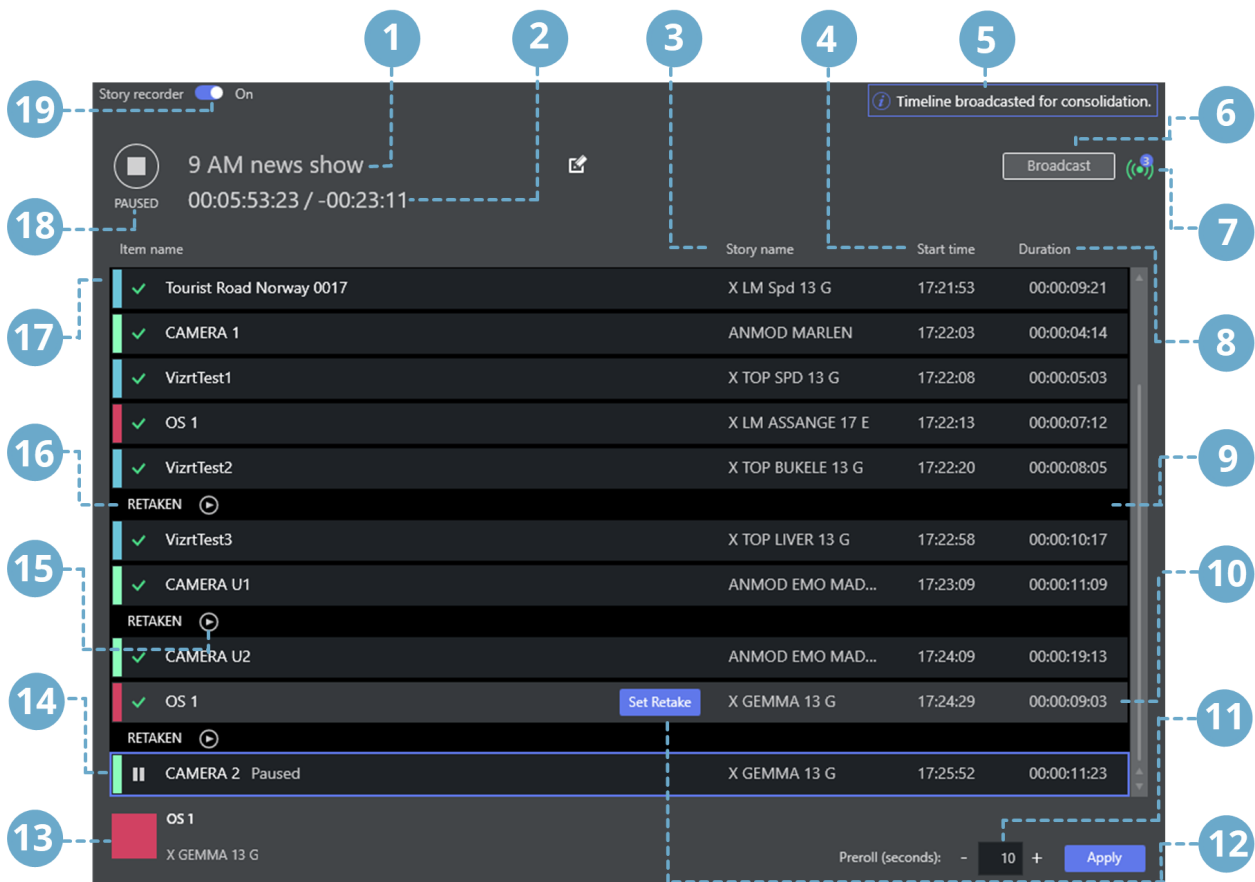 1 2 3 4 5
Story recorder On
19
Timeline broadcasted for consolidation.
6
9 AM news show
Broadcast 3
PAUSED
00:05:53:23 / -00:23:11
18
7
Item name Story name Start time Duration
Tourist Road Norway 0017 X LM Spd 13 G 17:21:53 00:00:09:21
17
CAMERA 1 ANMOD MARLEN 17:22:03 00:00:04:14
8
VizrtTest1 X TOP SPD 13 G 17:22:08 00:00:05:03
OS 1 X LM ASSANGE 17 E 17:22:13 00:00:07:12
16
VizrtTest2 X TOP BUKELE 13 G 17:22:20 00:00:08:05
9
RETAKEN
VizrtTest3 X TOP LIVER 13 G 17:22:58 00:00:10:17
15
CAMERA U1 ANMOD EMO MAD... 17:23:09 00:00:11:09
10
RETAKEN
CAMERA U2 ANMOD EMO MAD... 17:24:09 00:00:19:13
14
OS 1 Set Retake X GEMMA 13 G 17:24:29 00:00:09:03
11
RETAKEN
CAMERA 2 Paused X GEMMA 13 G 17:25:52 00:00:11:23
OS 1
13
X GEMMA 13 G
Preroll (seconds): - 10 + Apply
12